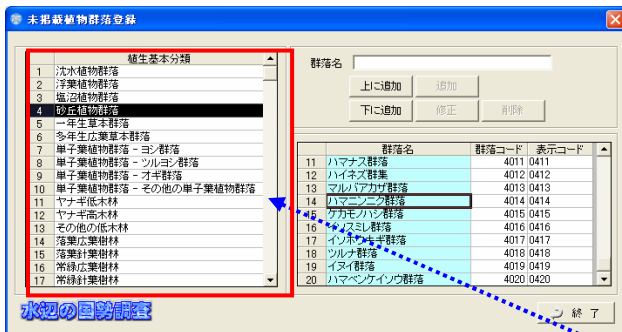 未掲載植物群落登録
植生基本分類
1 沈水植物群落
2 浮葉植物群落
3 塩沼植物群落
4 砂丘植物群落
5 一年生草本群落
6 多年生広葉草本群落
7 単子葉植物群落 - ヨシ群落
8 単子葉植物群落 - ツルヨシ群落
9 単子葉植物群落 - オギ群落
10 単子葉植物群落 - その他の単子葉植物群落
11 ヤナギ低木林
12 ヤナギ高木林
13 その他の低木林
14 落葉広葉樹林
15 落葉針葉樹林
16 常緑広葉樹林
17 常緑針葉樹林
群落名
上に追加 追加
下に追加 修正 削除
群落名 群落コード 表示コード
11 ハマナス群落 4011 0411
12 ハイネズ群集 4012 0412
13 マルバアカザ群落 4013 0413
14 ハマニンニク群落 4014 0414
15 ケカモノハシ群落 4015 0415
16 イソスミレ群落 4016 0416
17 イソホウキギ群落 4017 0417
18 ツルナ群落 4018 0418
19 イヌイ群落 4019 0419
20 ハマベンケイソウ群落 4020 0420
水辺の国勢調査
終了